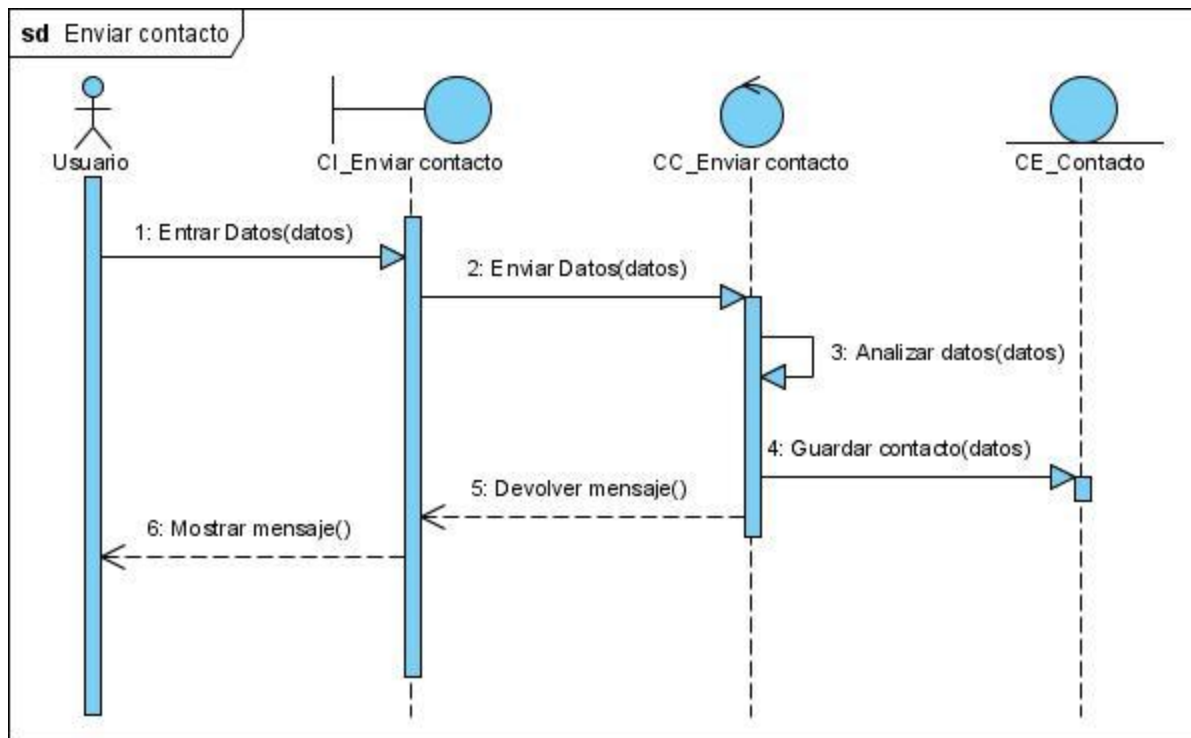 sd Enviar contacto
Usuario
CI_Enviar contacto
CC_Enviar contacto
CE_Contacto
1: Entrar Datos(datos)
2: Enviar Datos(datos)
3: Analizar datos(datos)
4: Guardar contacto(datos)
5: Devolver mensaje()
6: Mostrar mensaje()